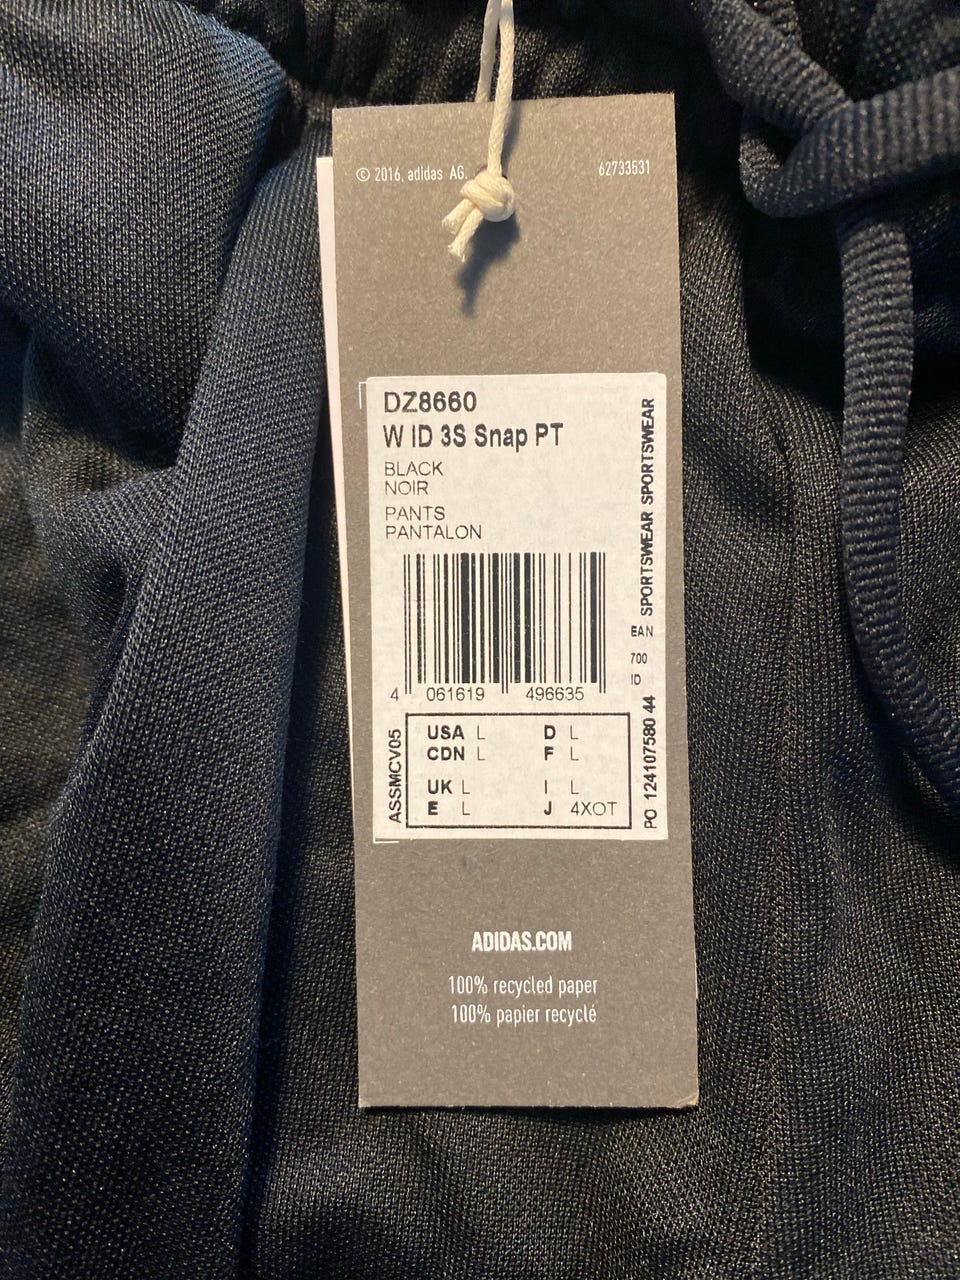 © 2016, adidas AG.
62733531
DZ8660
W ID 3S Snap PT
BLACK
NOIR
PANTS
PANTALON
SPORTSWEAR SPORTSWEAR
EAN
700
ID
4 061619 496635
PO 124107580 44
ASSMCV05
USA L D L
CDN L F L
UK L I L
E L J 4XOT
ADIDAS.COM
100% recycled paper
100% papier recyclé